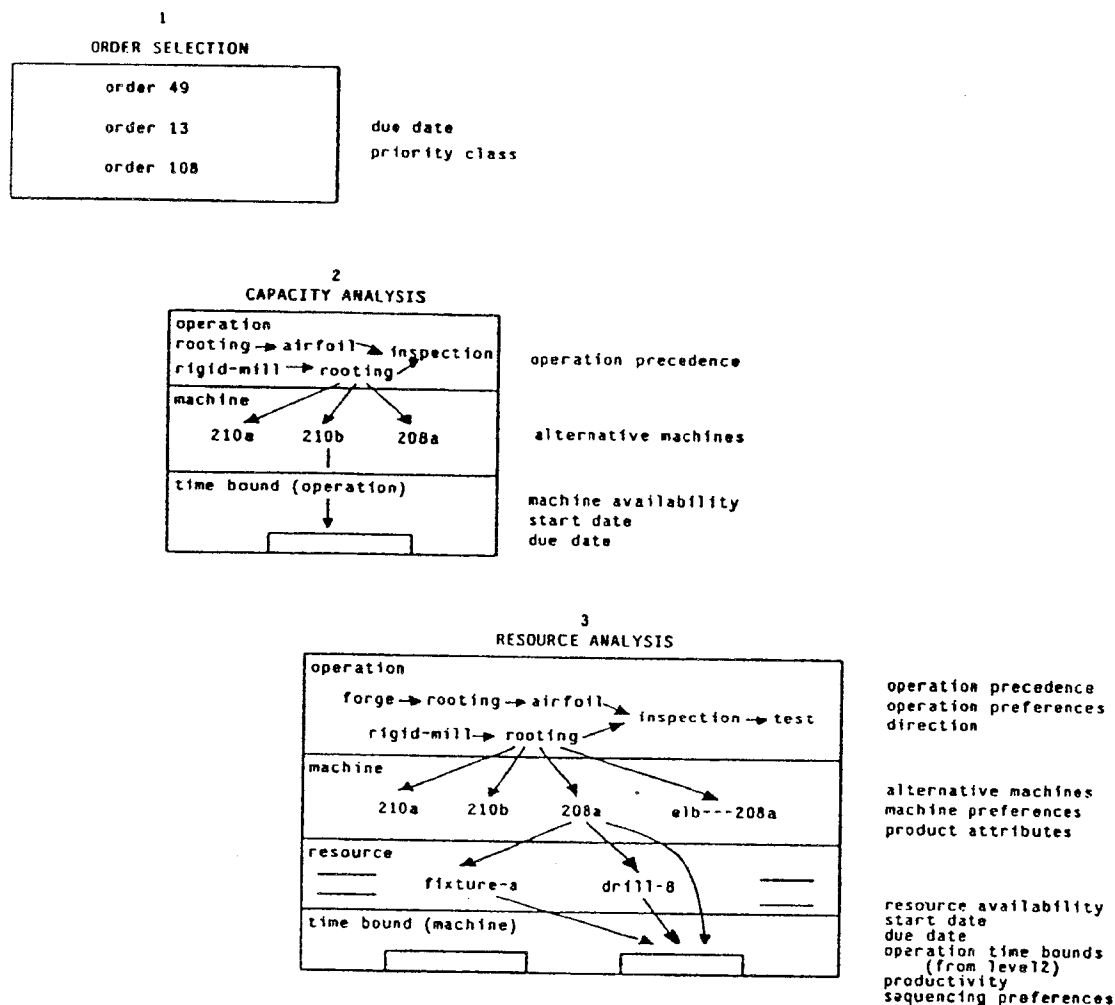 1
ORDER SELECTION
order 49
order 13
order 108
due date
priority class
2
CAPACITY ANALYSIS
operation
rooting airfoil inspection
rigid-mill rooting
operation precedence
machine
210a 210b 208a
alternative machines
time bound (operation)
machine availability
start date
due date
3
RESOURCE ANALYSIS
operation
forge rooting airfoil
inspection test
rigid-mill rooting
operation precedence
operation preferences
direction
machine
210a 210b 208a elb---208a
alternative machines
machine preferences
product attributes
resource
fixture-a drill-8
time bound (machine)
resource availability
start date
due date
operation time bounds
(from level2)
productivity
sequencing preferences